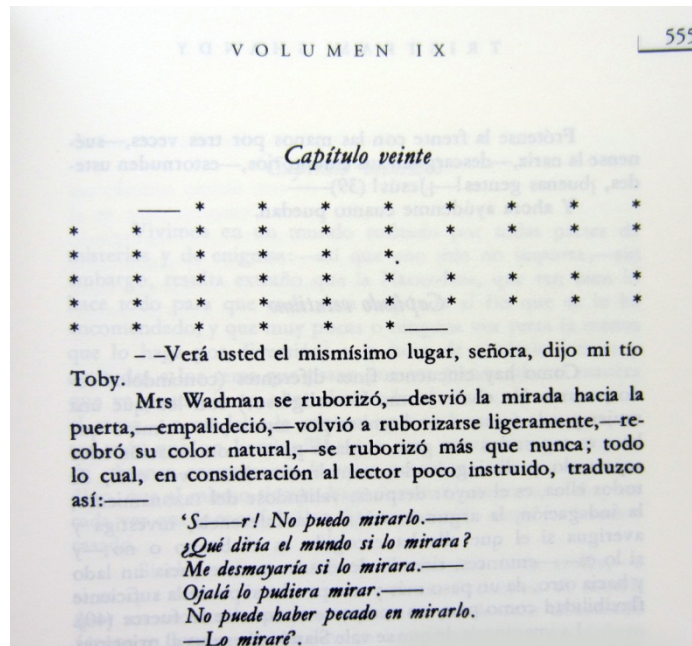 VOLUMEN IX
555
Capítulo veinte
—— * * * * * * * *
* * * * * * * * * *
* * * * * *.
* * * * * * * * * *
* * * * * * * * * *
* * * * * * ——
——Verá usted el mismísimo lugar, señora, dijo mi tío
Toby.
Mrs Wadman se ruborizó,—desvió la mirada hacia la
puerta,—empalideció,—volvió a ruborizarse ligeramente,—re-
cobró su color natural,—se ruborizó más que nunca; todo
lo cual, en consideración al lector poco instruido, traduzco
así:——
'S——r! No puedo mirarlo.——
¿Qué diría el mundo si lo mirara?
Me desmayaría si lo mirara.——
Ojalá lo pudiera mirar.——
No puede haber pecado en mirarlo.
——Lo miraré'.